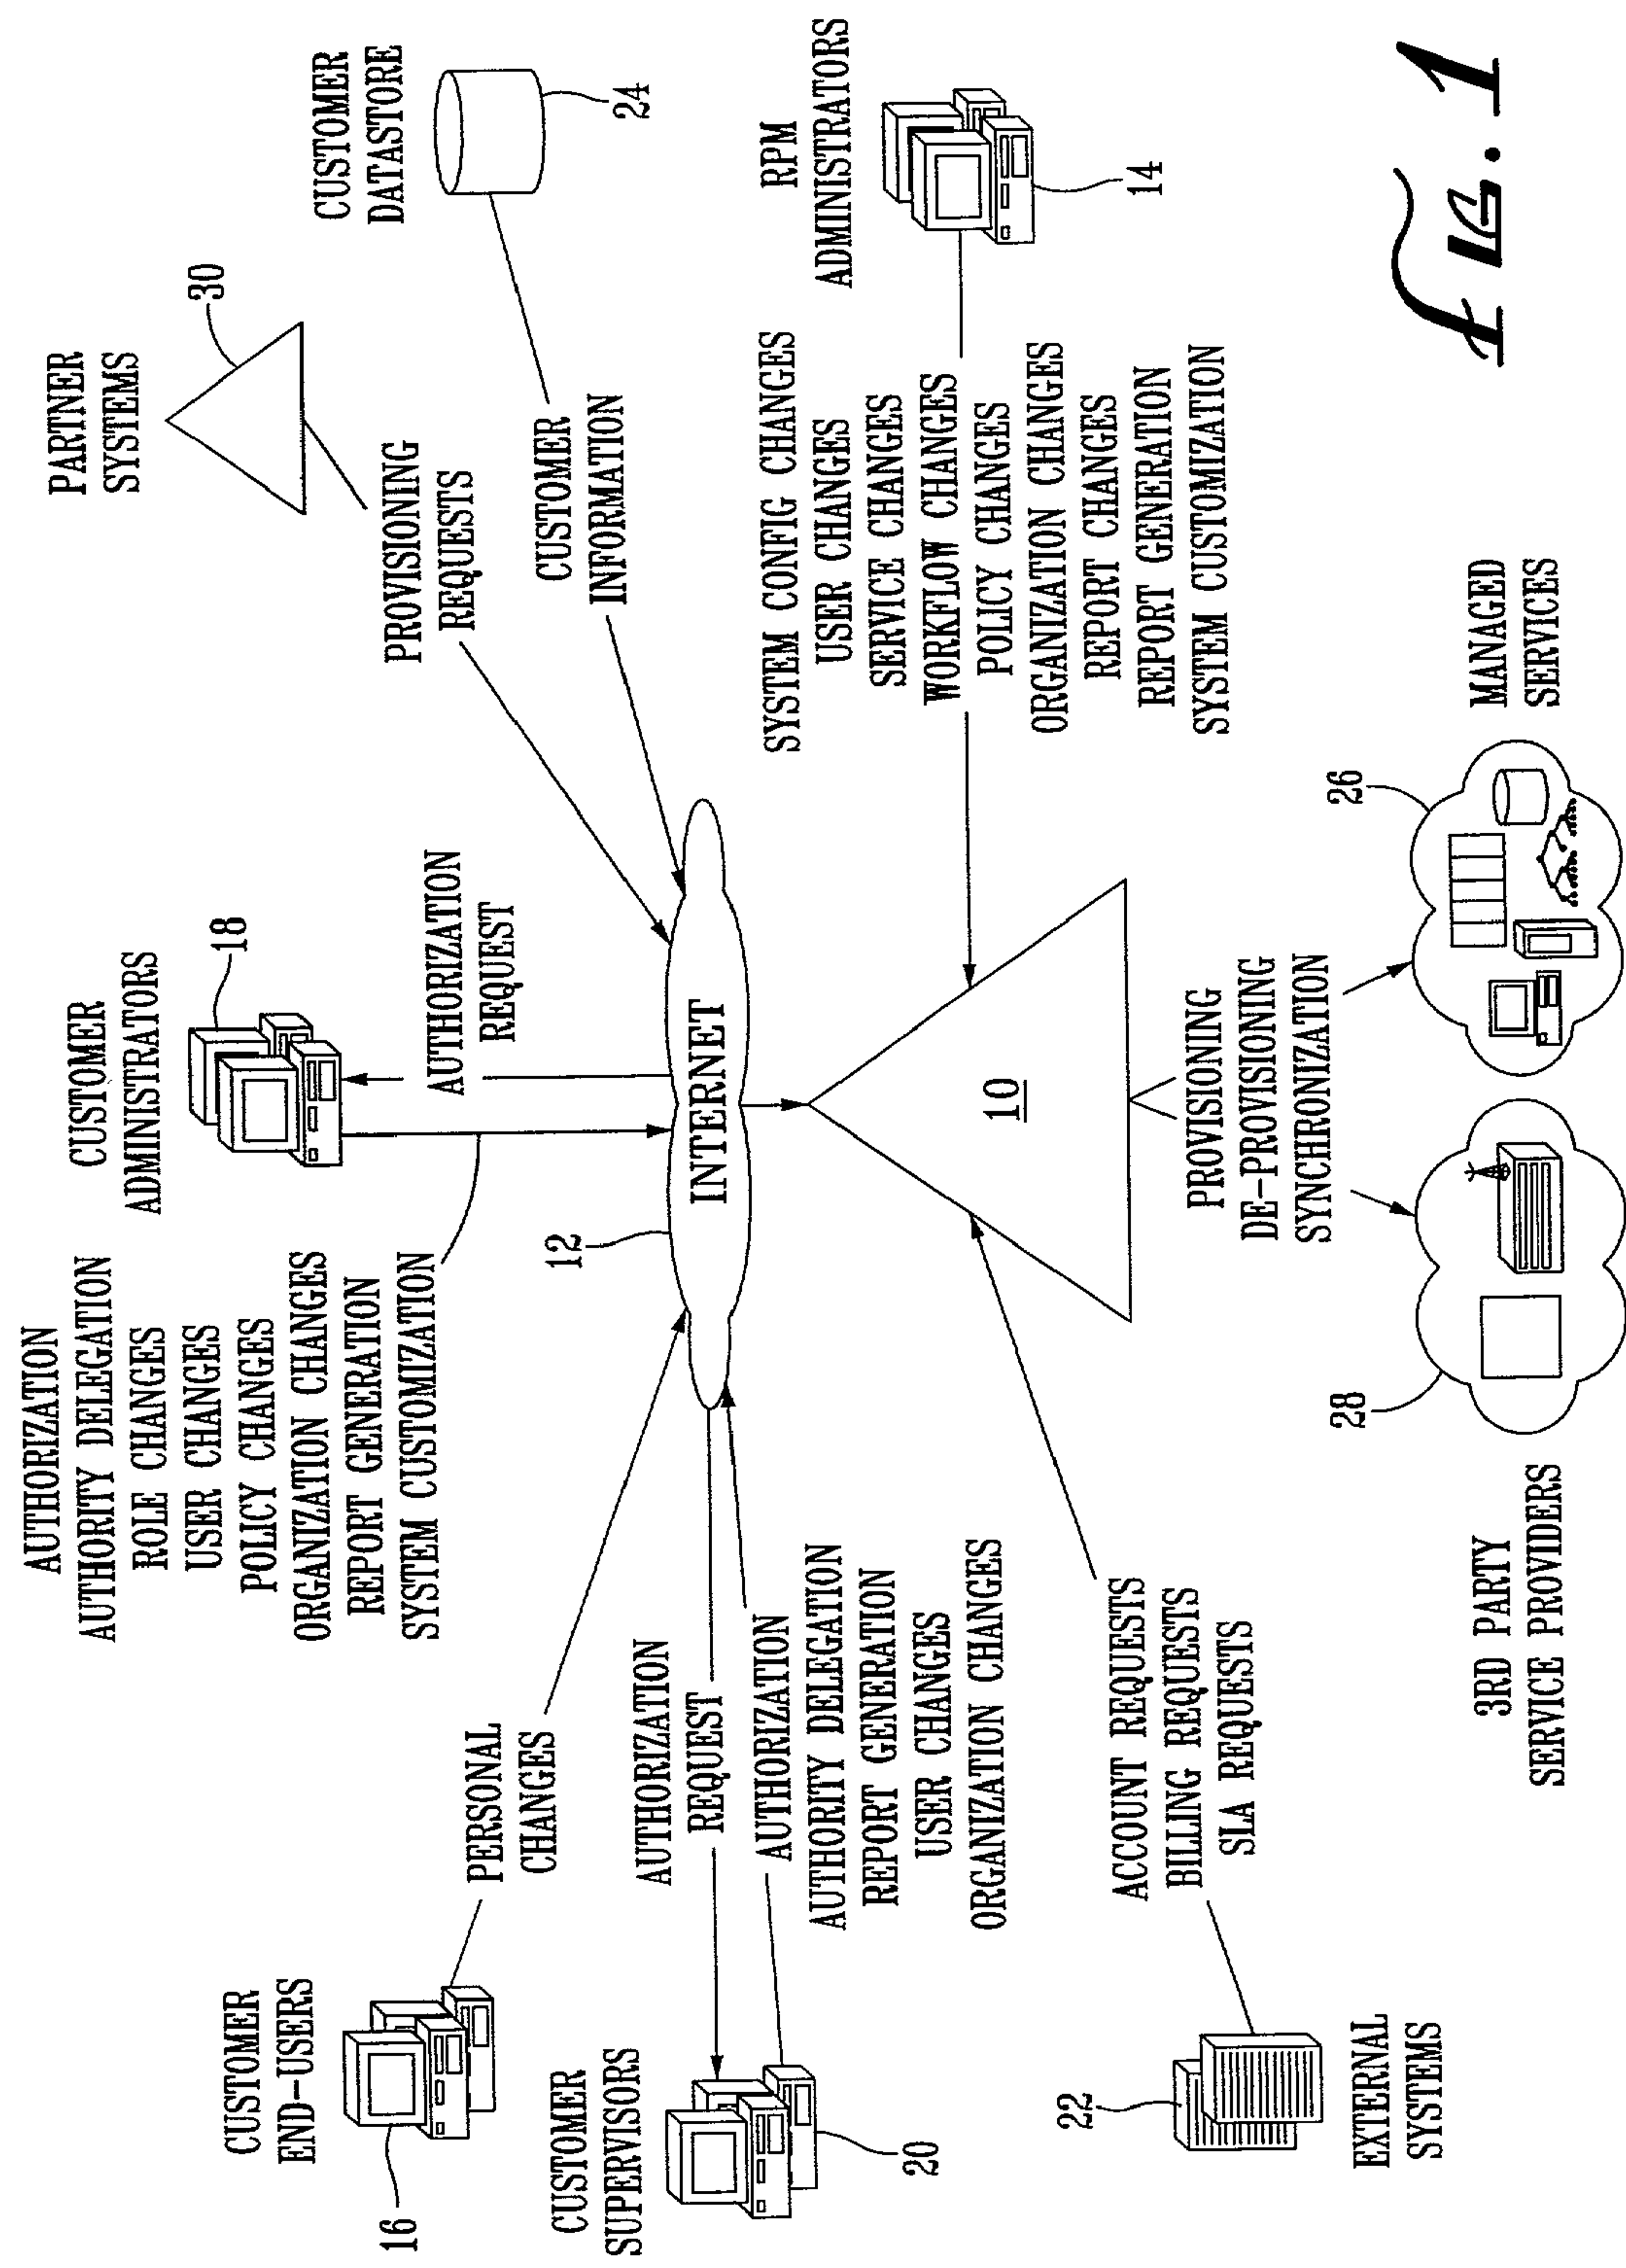 AUTHORIZATION
AUTHORITY DELEGATION
ROLE CHANGES
USER CHANGES
POLICY CHANGES
ORGANIZATION CHANGES
REPORT GENERATION
SYSTEM CUSTOMIZATION
CUSTOMER
ADMINISTRATORS
18
AUTHORIZATION
REQUEST
PARTNER
SYSTEMS
30
PROVISIONING
REQUESTS
CUSTOMER
DATASTORE
24
CUSTOMER
INFORMATION
CUSTOMER
END-USERS
16
PERSONAL
CHANGES
12
INTERNET
CUSTOMER
SUPERVISORS
20
AUTHORIZATION
REQUEST
AUTHORIZATION
AUTHORITY DELEGATION
REPORT GENERATION
USER CHANGES
ORGANIZATION CHANGES
10
SYSTEM CONFIG CHANGES
USER CHANGES
SERVICE CHANGES
WORKFLOW CHANGES
POLICY CHANGES
ORGANIZATION CHANGES
REPORT CHANGES
REPORT GENERATION
SYSTEM CUSTOMIZATION
RPM
ADMINISTRATORS
14
ACCOUNT REQUESTS
BILLING REQUESTS
SLA REQUESTS
22
EXTERNAL
SYSTEMS
PROVISIONING
DE-PROVISIONING
SYNCHRONIZATION
28
3RD PARTY
SERVICE PROVIDERS
26
MANAGED
SERVICES
FIG. 1